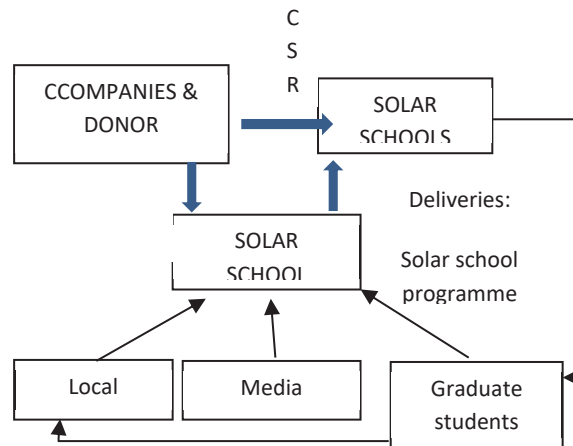 C
S
R
CCOMPANIES &
DONOR
SOLAR
SCHOOLS
Deliveries:
Solar school
programme
SOLAR
SCHOOL
Local
Media
Graduate
students